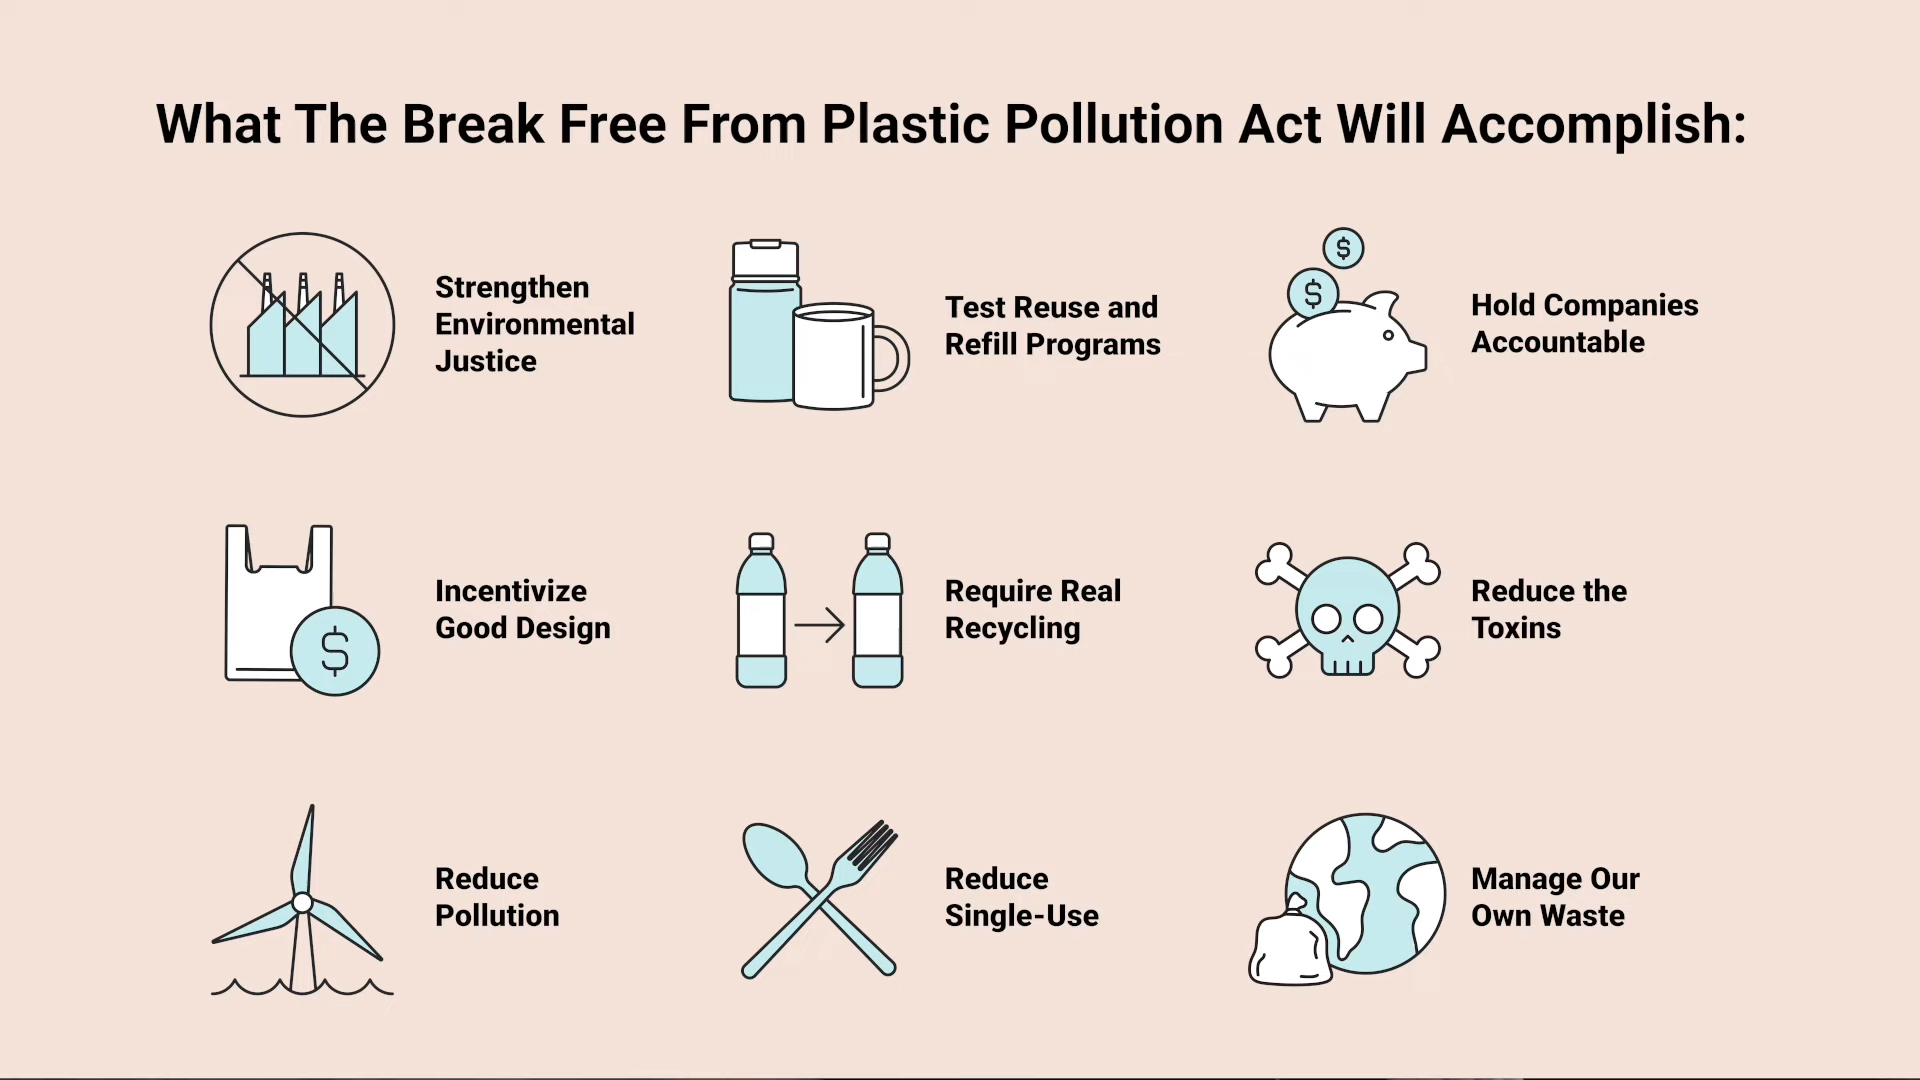 What The Break Free From Plastic Pollution Act Will Accomplish:
Strengthen
Environmental
Justice
Test Reuse and
Refill Programs
$
$
Hold Companies
Accountable
$
Incentivize
Good Design
Require Real
Recycling
Reduce the
Toxins
Reduce
Pollution
Reduce
Single-Use
Manage Our
Own Waste